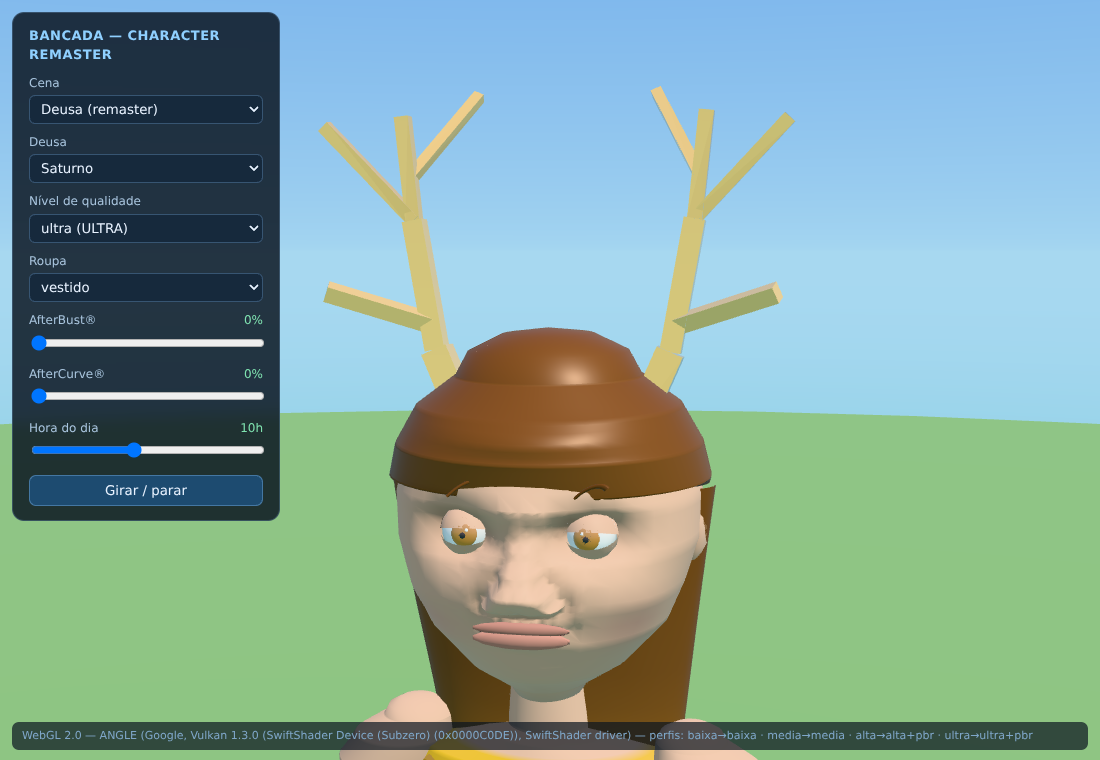 BANCADA — CHARACTER
REMASTER
Cena
Deusa (remaster)
Deusa
Saturno
Nível de qualidade
ultra (ULTRA)
Roupa
vestido
AfterBust® 0%
AfterCurve® 0%
Hora do dia 10h
Girar / parar
WebGL 2.0 — ANGLE (Google, Vulkan 1.3.0 (SwiftShader Device (Subzero) (0x0000C0DE)), SwiftShader driver) — perfis: baixa→baixa · media→media · alta→alta+pbr · ultra→ultra+pbr